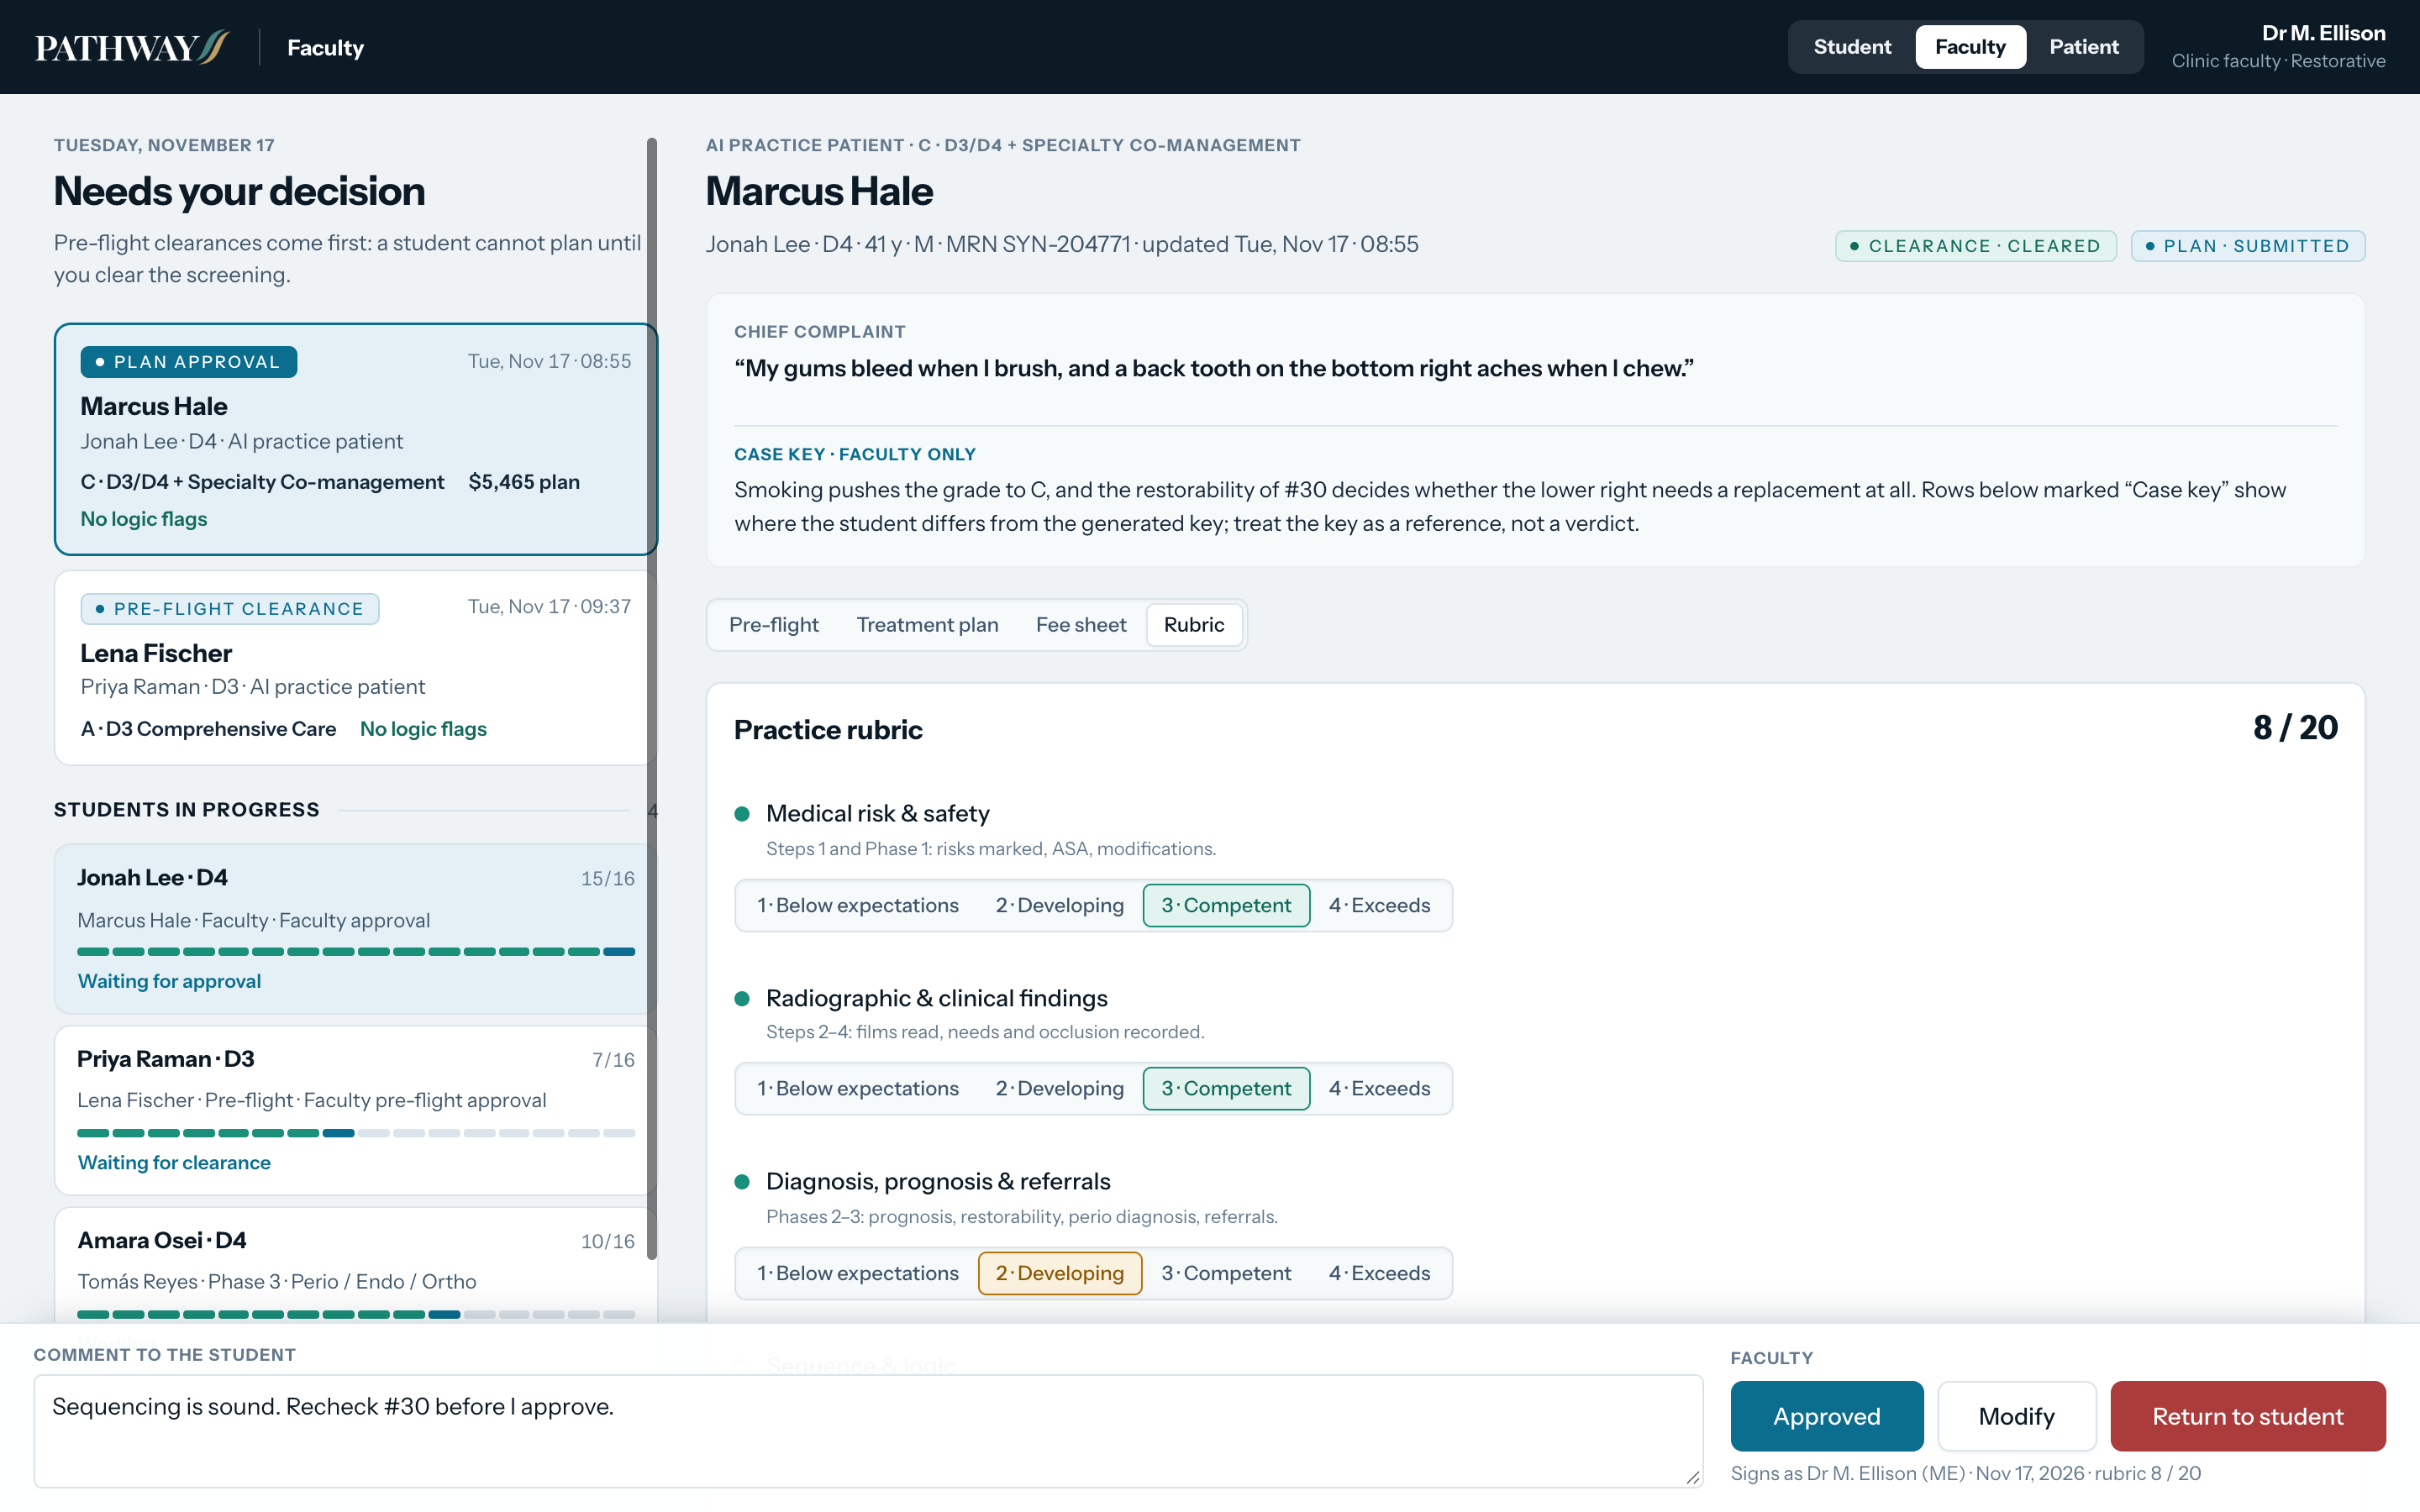 PATHWAY
Faculty
Student
Faculty
Patient
Dr M. Ellison
Clinic faculty · Restorative
TUESDAY, NOVEMBER 17
Needs your decision
Pre-flight clearances come first: a student cannot plan until
you clear the screening.
PLAN APPROVAL
Tue, Nov 17 · 08:55
Marcus Hale
Jonah Lee · D4 · AI practice patient
C · D3/D4 + Specialty Co-management $5,465 plan
No logic flags
PRE-FLIGHT CLEARANCE
Tue, Nov 17 · 09:37
Lena Fischer
Priya Raman · D3 · AI practice patient
A · D3 Comprehensive Care No logic flags
STUDENTS IN PROGRESS
4
Jonah Lee · D4
15/16
Marcus Hale · Faculty · Faculty approval
Waiting for approval
Priya Raman · D3
7/16
Lena Fischer · Pre-flight · Faculty pre-flight approval
Waiting for clearance
Amara Osei · D4
10/16
Tomás Reyes · Phase 3 · Perio / Endo / Ortho
Working
AI PRACTICE PATIENT · C · D3/D4 + SPECIALTY CO-MANAGEMENT
Marcus Hale
Jonah Lee · D4 · 41 y · M · MRN SYN-204771 · updated Tue, Nov 17 · 08:55
CLEARANCE · CLEARED
PLAN · SUBMITTED
CHIEF COMPLAINT
“My gums bleed when I brush, and a back tooth on the bottom right aches when I chew.”
CASE KEY · FACULTY ONLY
Smoking pushes the grade to C, and the restorability of #30 decides whether the lower right needs a replacement at all. Rows below marked “Case key” show
where the student differs from the generated key; treat the key as a reference, not a verdict.
Pre-flight
Treatment plan
Fee sheet
Rubric
Practice rubric
8 / 20
Medical risk & safety
Steps 1 and Phase 1: risks marked, ASA, modifications.
1 · Below expectations 2 · Developing 3 · Competent 4 · Exceeds
Radiographic & clinical findings
Steps 2–4: films read, needs and occlusion recorded.
1 · Below expectations 2 · Developing 3 · Competent 4 · Exceeds
Diagnosis, prognosis & referrals
Phases 2–3: prognosis, restorability, perio diagnosis, referrals.
1 · Below expectations 2 · Developing 3 · Competent 4 · Exceeds
Sequence & logic
COMMENT TO THE STUDENT
Sequencing is sound. Recheck #30 before I approve.
FACULTY
Approved
Modify
Return to student
Signs as Dr M. Ellison (ME) · Nov 17, 2026 · rubric 8 / 20